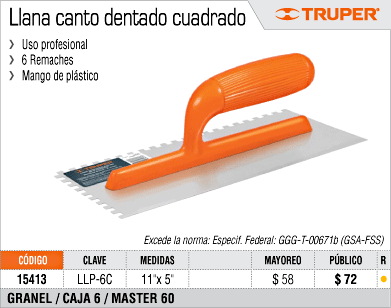 Llana canto dentado cuadrado
TRUPER®
Uso profesional
6 Remaches
Mango de plástico
Excede la norma: Especif. Federal: GGG-T-00671b (GSA-FSS)
CÓDIGO CLAVE MEDIDAS MAYOREO PÚBLICO R
15413 LLP-6C 11"x 5" $ 58 $ 72
GRANEL / CAJA 6 / MASTER 60